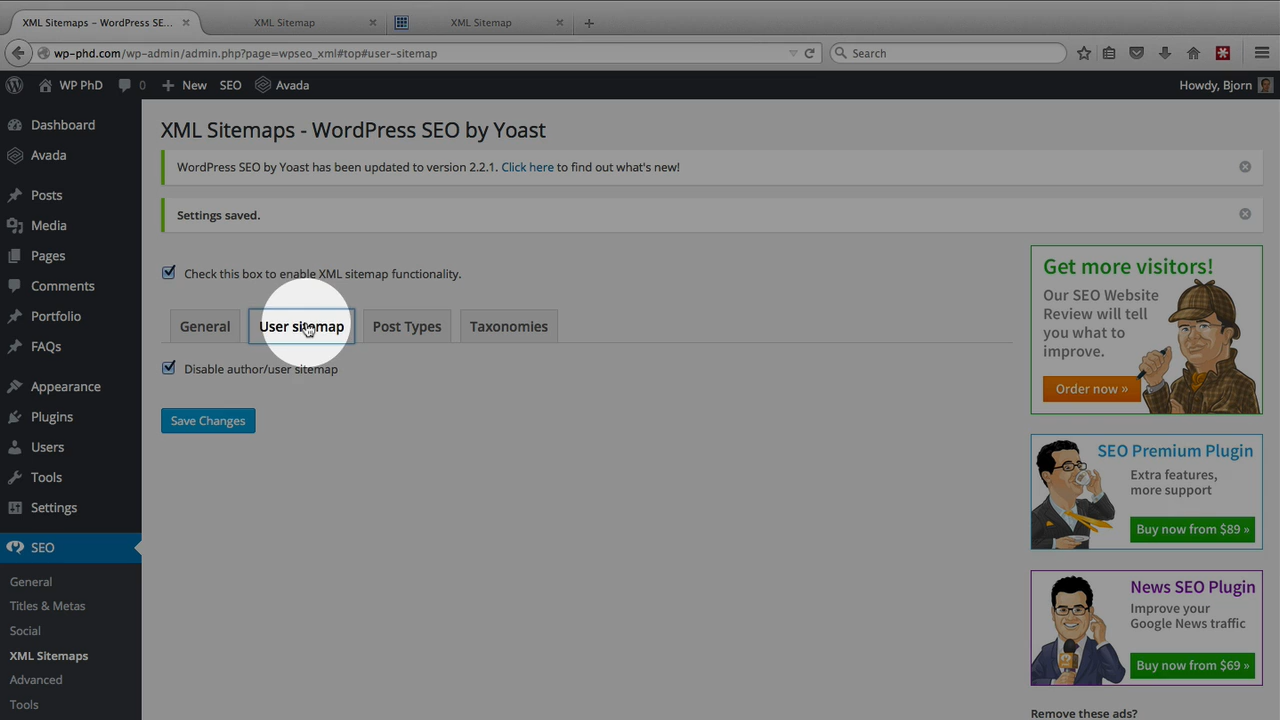 XML Sitemaps – WordPress SE...
XML Sitemap
XML Sitemap
wp-phd.com/wp-admin/admin.php?page=wpseo_xml#top#user-sitemap
Search
WP PhD
0
New
SEO
Avada
Howdy, Bjorn
Dashboard
Avada
Posts
Media
Pages
Comments
Portfolio
FAQs
Appearance
Plugins
Users
Tools
Settings
SEO
General
Titles & Metas
Social
XML Sitemaps
Advanced
Tools
XML Sitemaps - WordPress SEO by Yoast
WordPress SEO by Yoast has been updated to version 2.2.1. Click here to find out what's new!
Settings saved.
Check this box to enable XML sitemap functionality.
General
User sitemap
Post Types
Taxonomies
Disable author/user sitemap
Save Changes
Get more visitors!
Our SEO Website
Review will tell
you what to
improve.
Order now »
SEO Premium Plugin
Extra features,
more support
Buy now from $89 »
News SEO Plugin
Improve your
Google News traffic
Buy now from $69 »
Remove these ads?